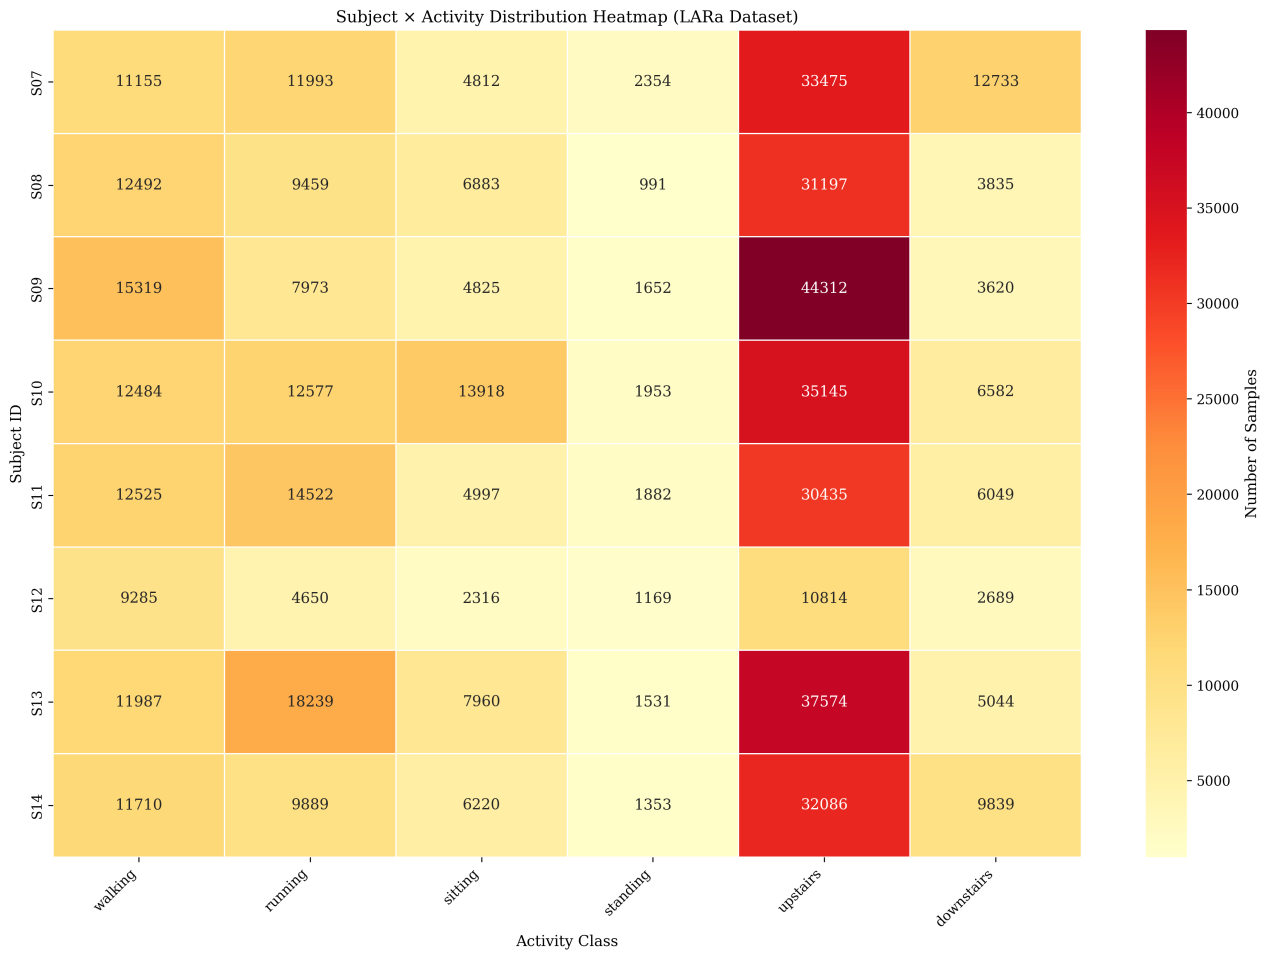 Subject × Activity Distribution Heatmap (LARa Dataset)
S07 11155 11993 4812 2354 33475 12733
S08 12492 9459 6883 991 31197 3835
S09 15319 7973 4825 1652 44312 3620
S10 12484 12577 13918 1953 35145 6582
S11 12525 14522 4997 1882 30435 6049
S12 9285 4650 2316 1169 10814 2689
S13 11987 18239 7960 1531 37574 5044
S14 11710 9889 6220 1353 32086 9839
walking running sitting standing upstairs downstairs
Activity Class
Subject ID
40000
35000
30000
25000
20000
15000
10000
5000
Number of Samples